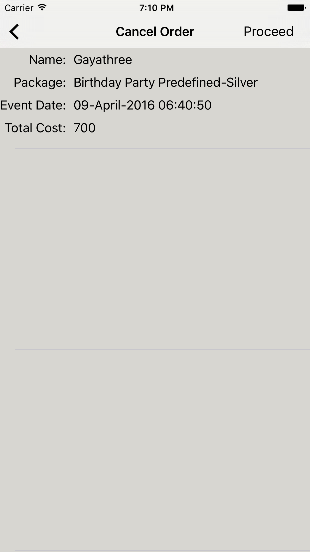 Carrier 7:10 PM
Cancel Order Proceed
Name: Gayathree
Package: Birthday Party Predefined-Silver
Event Date: 09-April-2016 06:40:50
Total Cost: 700